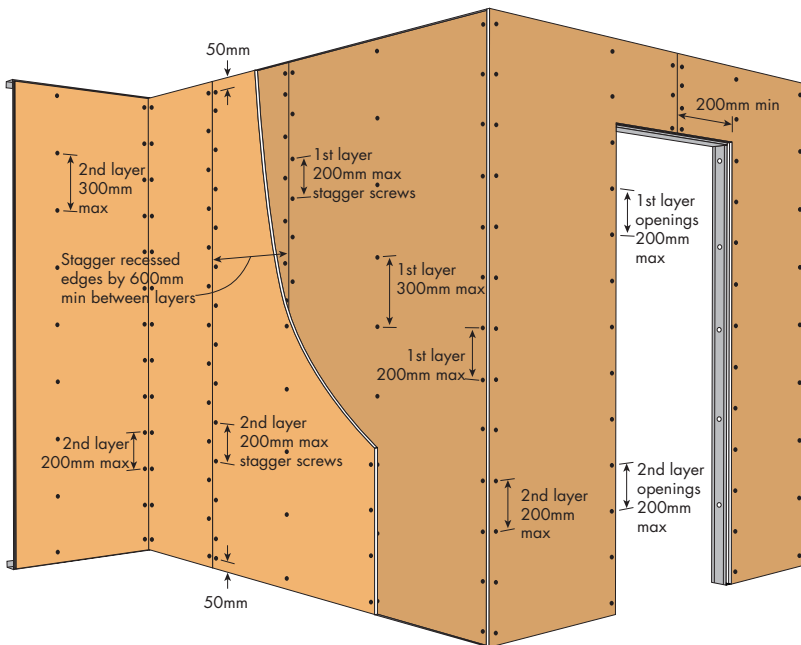 50mm
200mm min
2nd layer
300mm
max
1st layer
200mm max
stagger screws
1st layer
openings
200mm
max
Stagger recessed
edges by 600mm
min between layers
1st layer
300mm max
1st layer
200mm max
2nd layer
200mm max
2nd layer
200mm max
stagger screws
2nd layer
200mm
max
2nd layer
openings
200mm
max
50mm